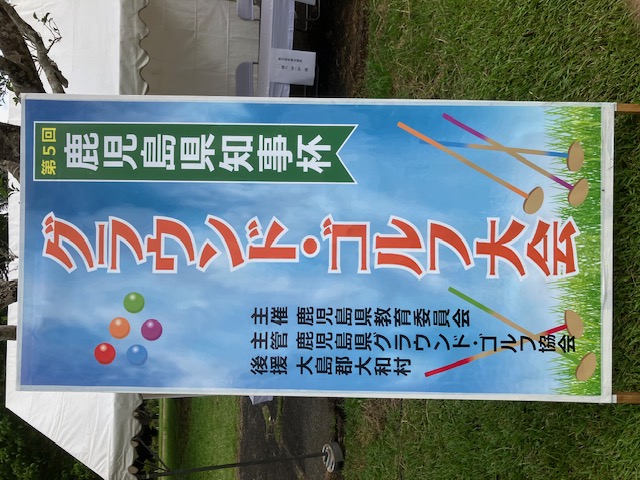 第5回
鹿児島県知事杯
グラウンド・ゴルフ大会
主催 鹿児島県教育委員会
主管 鹿児島県グラウンド・ゴルフ協会
後援 大島郡大和村